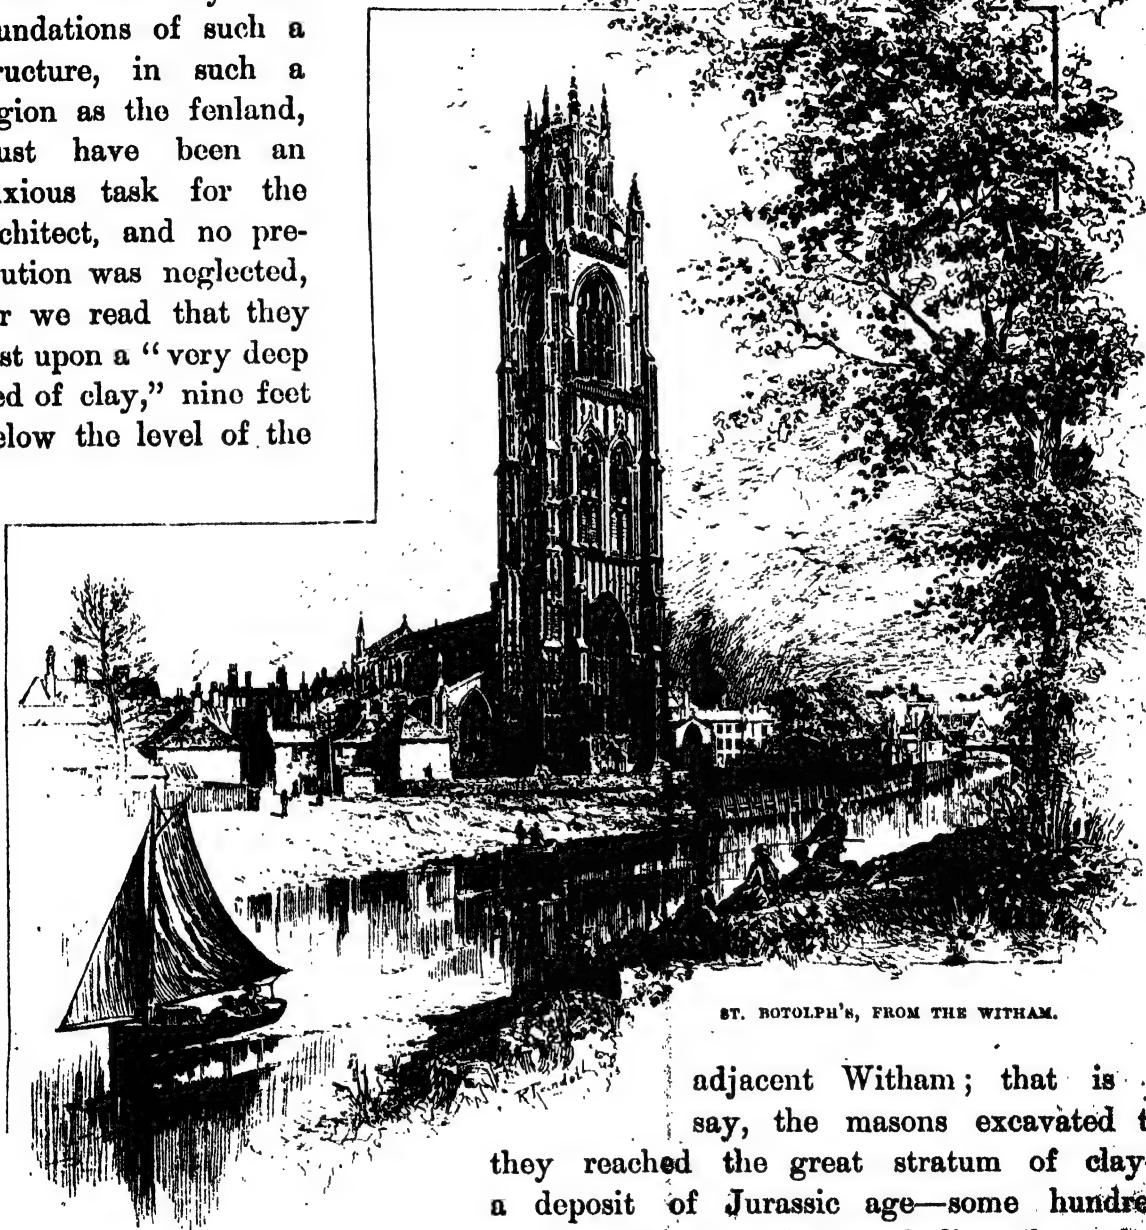 undations of such a
ructure, in such a
gion as the fenland,
ust have been an
xious task for the
chitect, and no pre-
ution was neglected,
r we read that they
st upon a “very deep
ed of clay,” nine feet
elow the level of the
ST. BOTOLPH'S, FROM THE WITHAM.
adjacent Witham; that is
say, the masons excavated t
they reached the great stratum of clay
a deposit of Jurassic age—some hundre